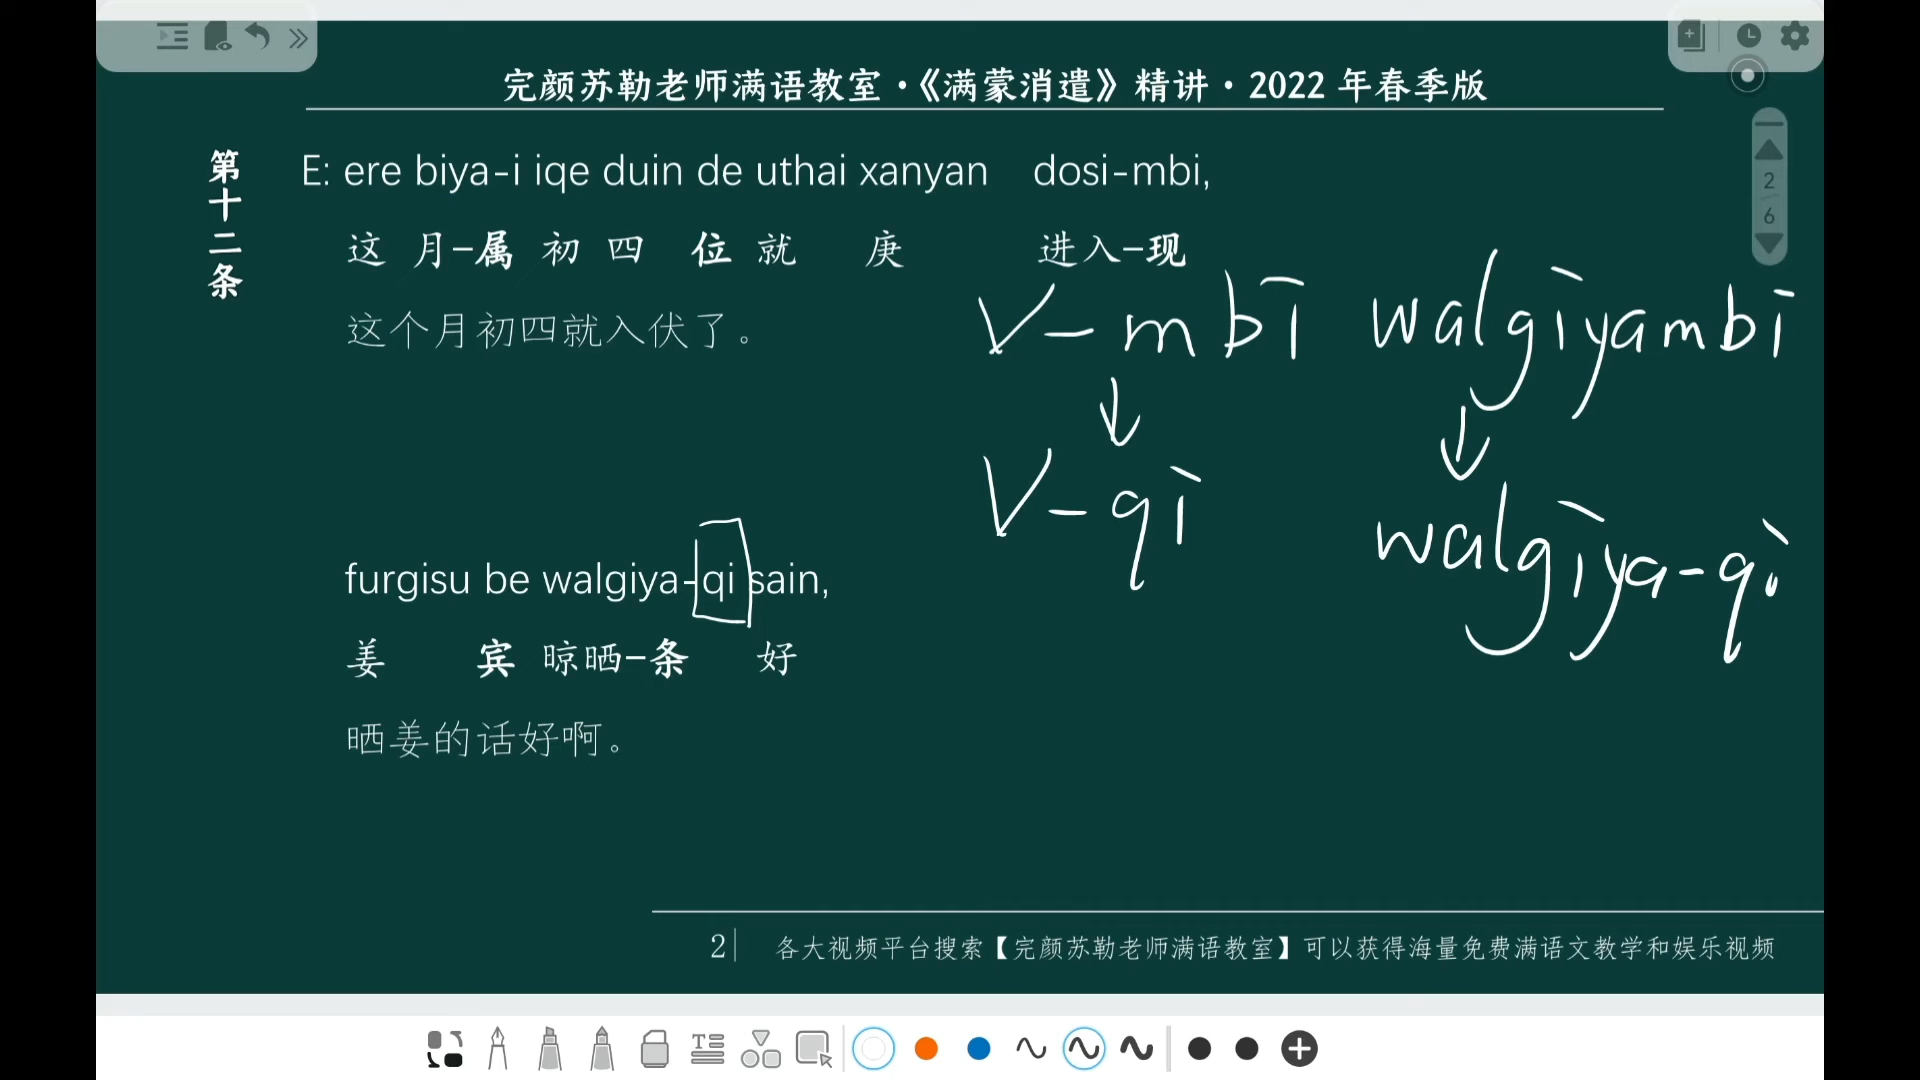 完颜苏勒老师满语教室·《满蒙消遣》精讲·2022 年春季版
第十二条
E: ere biya-i iqe duin de uthai xanyan dosi-mbi,
这 月-属 初 四 位 就 庚 进入-现
这个月初四就入伏了。
V-mbi walgiyambi
V-qi walgiya-qi
furgisu be walgiya-qi sain,
姜 宾 晾晒-条 好
晒姜的话好啊。
2
6
2| 各大视频平台搜索【完颜苏勒老师满语教室】可以获得海量免费满语文教学和娱乐视频